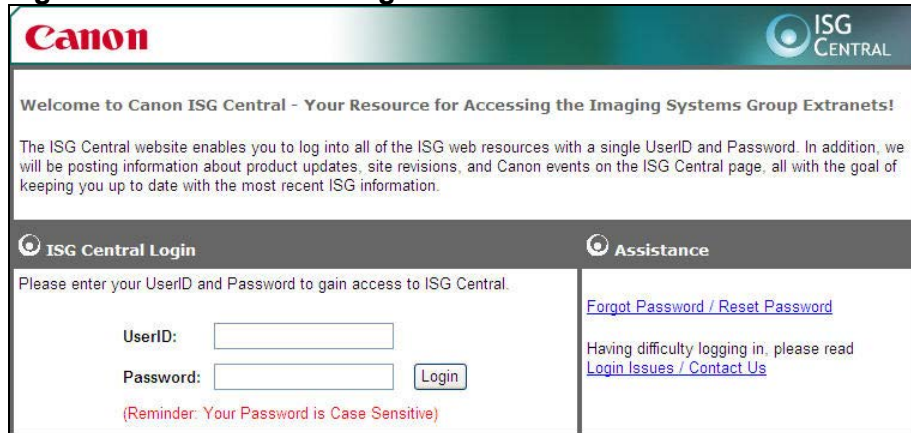 Canon
ISG
CENTRAL
Welcome to Canon ISG Central - Your Resource for Accessing the Imaging Systems Group Extranets!
The ISG Central website enables you to log into all of the ISG web resources with a single UserID and Password. In addition, we
will be posting information about product updates, site revisions, and Canon events on the ISG Central page, all with the goal of
keeping you up to date with the most recent ISG information.
ISG Central Login
Please enter your UserID and Password to gain access to ISG Central.
UserID:
Password:
Login
(Reminder: Your Password is Case Sensitive)
Assistance
Forgot Password / Reset Password
Having difficulty logging in, please read
Login Issues / Contact Us